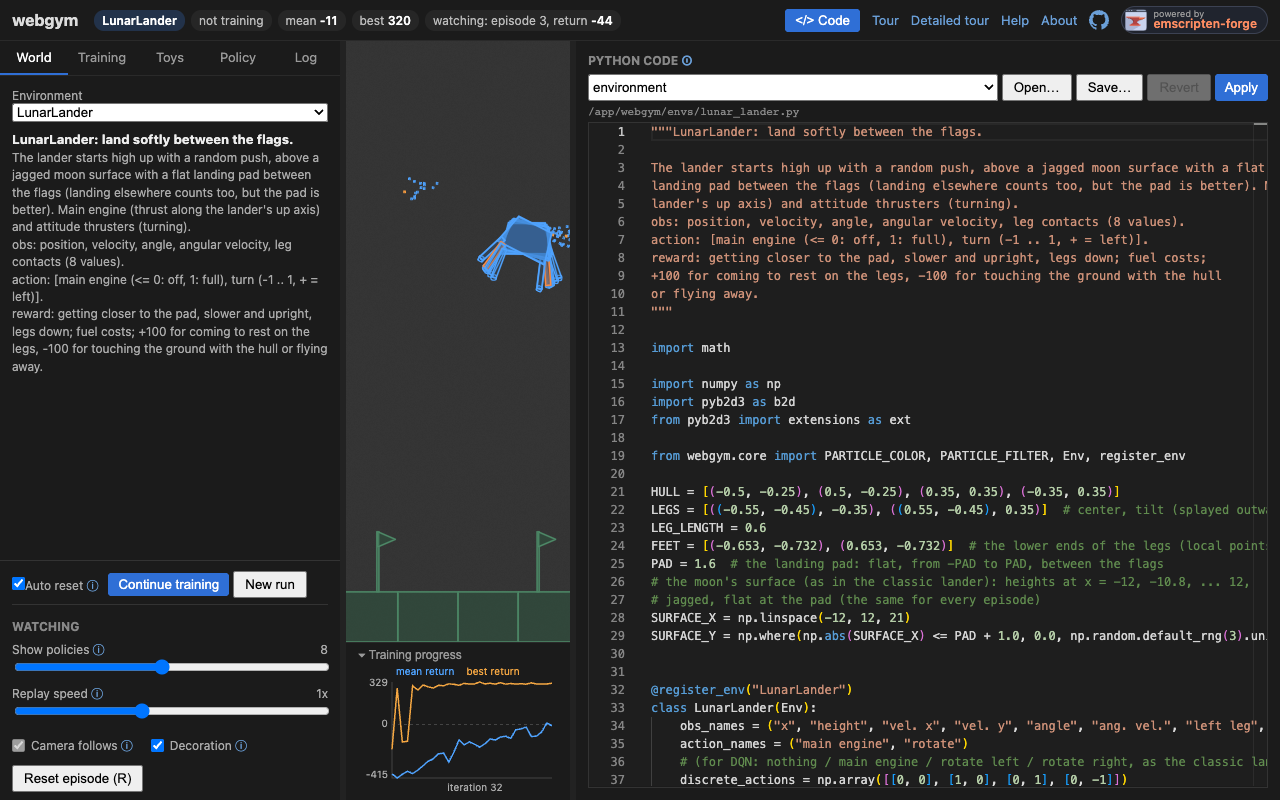 webgym
LunarLander
not training
mean -11
best 320
watching: episode 3, return -44
</> Code
Tour
Detailed tour
Help
About
powered by
emscripten-forge
World
Training
Toys
Policy
Log
Environment
LunarLander
LunarLander: land softly between the flags.
The lander starts high up with a random push, above a
jagged moon surface with a flat landing pad between
the flags (landing elsewhere counts too, but the pad is
better). Main engine (thrust along the lander's up axis)
and attitude thrusters (turning).
obs: position, velocity, angle, angular velocity, leg
contacts (8 values).
action: [main engine (<= 0: off, 1: full), turn (-1 .. 1, + =
left)].
reward: getting closer to the pad, slower and upright,
legs down; fuel costs; +100 for coming to rest on the
legs, -100 for touching the ground with the hull or flying
away.
Auto reset
Continue training
New run
WATCHING
Show policies
8
Replay speed
1x
Camera follows
Decoration
Reset episode (R)
Training progress
mean return
best return
329
0
-415
iteration 32
PYTHON CODE
environment
Open...
Save...
Revert
Apply
/app/webgym/envs/lunar_lander.py
1 """LunarLander: land softly between the flags.
2
3 The lander starts high up with a random push, above a jagged moon surface with a flat
4 landing pad between the flags (landing elsewhere counts too, but the pad is better). M
5 lander's up axis) and attitude thrusters (turning).
6 obs: position, velocity, angle, angular velocity, leg contacts (8 values).
7 action: [main engine (<= 0: off, 1: full), turn (-1 .. 1, + = left)].
8 reward: getting closer to the pad, slower and upright, legs down; fuel costs;
9 +100 for coming to rest on the legs, -100 for touching the ground with the hull
10 or flying away.
11 """
12
13 import math
14
15 import numpy as np
16 import pyb2d3 as b2d
17 from pyb2d3 import extensions as ext
18
19 from webgym.core import PARTICLE_COLOR, PARTICLE_FILTER, Env, register_env
20
21 HULL = [(-0.5, -0.25), (0.5, -0.25), (0.35, 0.35), (-0.35, 0.35)]
22 LEGS = [((-0.55, -0.45), -0.35), ((0.55, -0.45), 0.35)]  # center, tilt (splayed outw
23 LEG_LENGTH = 0.6
24 FEET = [(-0.653, -0.732), (0.653, -0.732)]  # the lower ends of the legs (local point
25 PAD = 1.6  # the landing pad: flat, from -PAD to PAD, between the flags
26 # the moon's surface (as in the classic lander): heights at x = -12, -10.8, ... 12,
27 # jagged, flat at the pad (the same for every episode)
28 SURFACE_X = np.linspace(-12, 12, 21)
29 SURFACE_Y = np.where(np.abs(SURFACE_X) <= PAD + 1.0, 0.0, np.random.default_rng(3).un
30
31
32 @register_env("LunarLander")
33 class LunarLander(Env):
34 obs_names = ("x", "height", "vel. x", "vel. y", "angle", "ang. vel.", "left leg",
35 action_names = ("main engine", "rotate")
36 # (for DQN: nothing / main engine / rotate left / rotate right, as the classic lan
37 discrete_actions = np.array([[0, 0], [1, 0], [0, 1], [0, -1]])